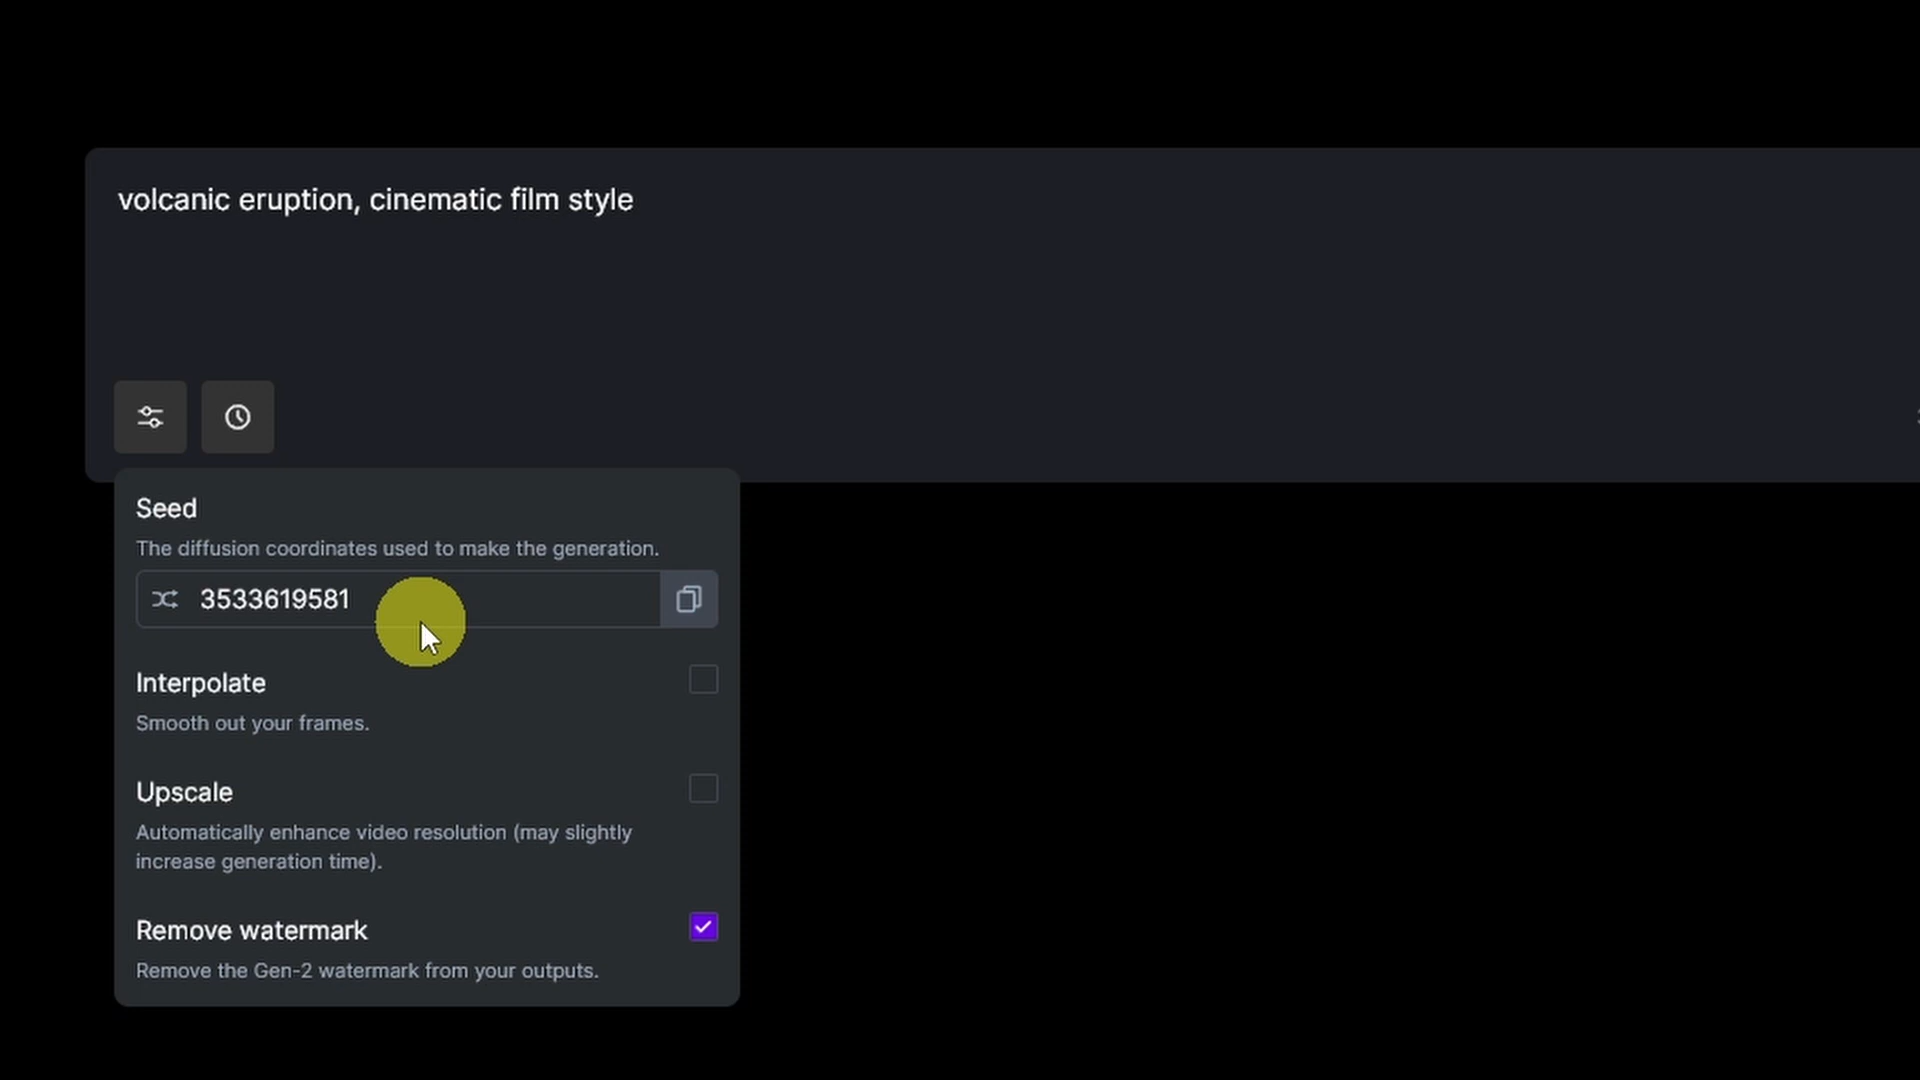 volcanic eruption, cinematic film style
Seed
The diffusion coordinates used to make the generation.
3533619581
Interpolate
Smooth out your frames.
Upscale
Automatically enhance video resolution (may slightly
increase generation time).
Remove watermark
Remove the Gen-2 watermark from your outputs.